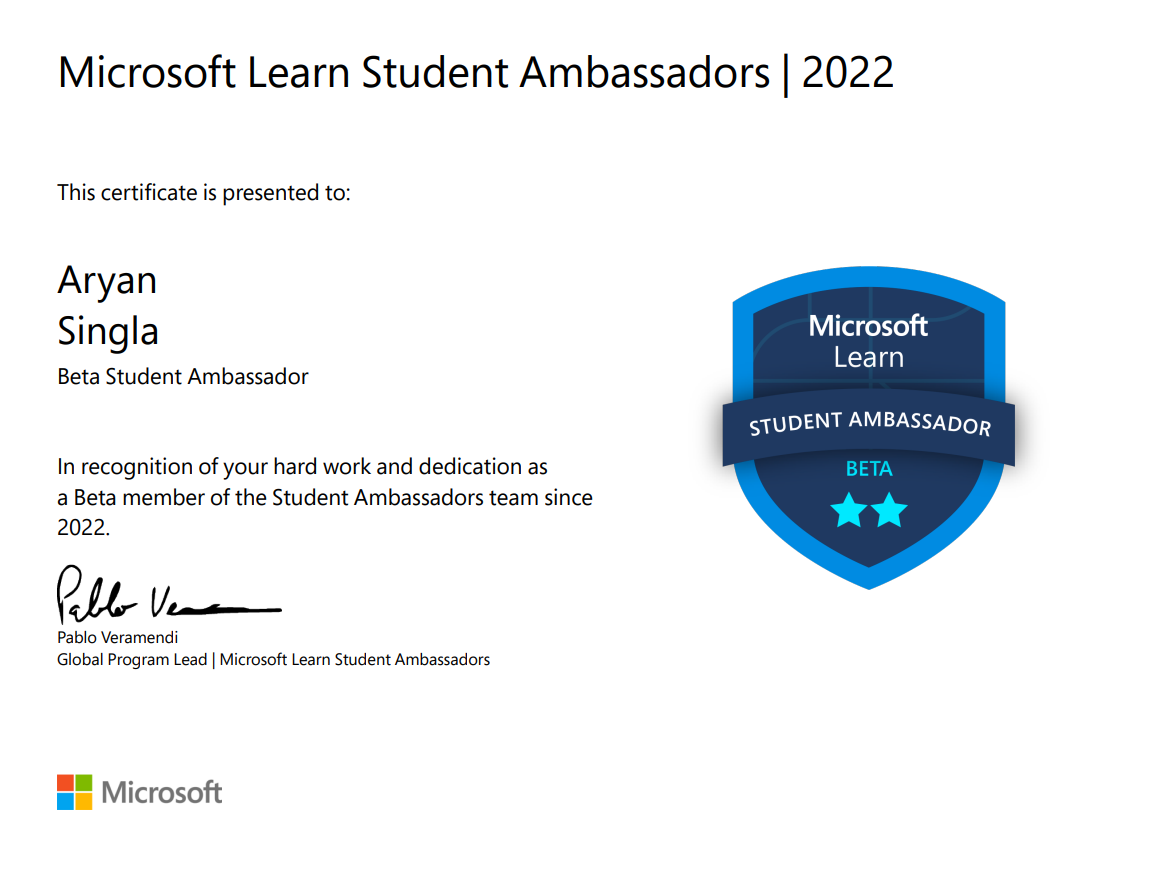 Microsoft Learn Student Ambassadors | 2022
This certificate is presented to:
Aryan
Singla
Beta Student Ambassador
In recognition of your hard work and dedication as
a Beta member of the Student Ambassadors team since
2022.
Pablo Vera
Pablo Veramendi
Global Program Lead | Microsoft Learn Student Ambassadors
Microsoft
Learn
STUDENT AMBASSADOR
BETA
Microsoft